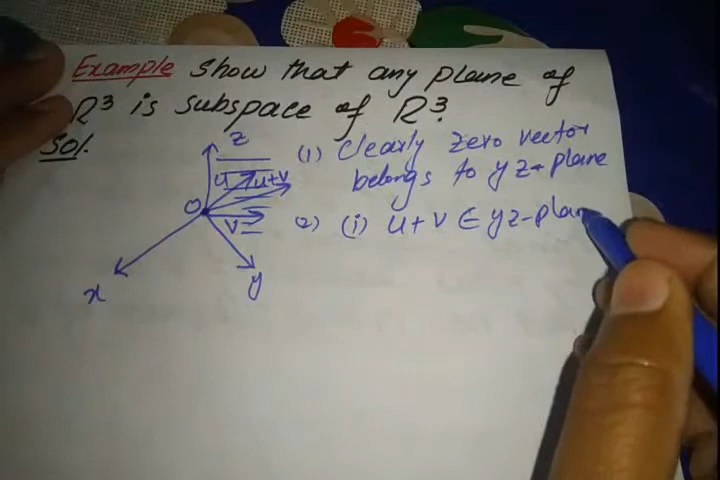 Example Show that any plane of
R³ is subspace of R³?
Sol.
z
(1) Clearly zero vector
belongs to yz-plane
u u+v
O
v
(2) (i) u+v ∈ yz-plan
x
y